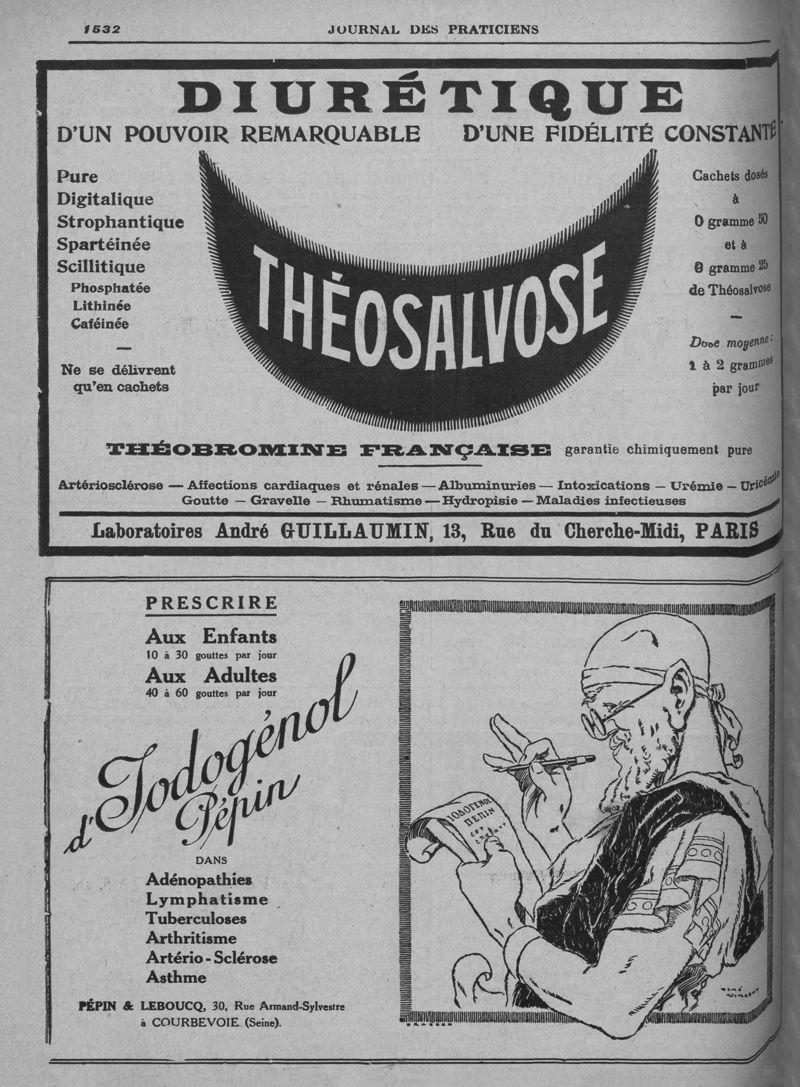 1532
JOURNAL DES PRATICIENS
DIURÉTIQUE
D'UN POUVOIR REMARQUABLE D'UNE FIDÉLITÉ CONSTANTE
Pure
Digitalique
Strophantique
Spartéinée
Scillitique
Phosphatée
Lithinée
Caféinée
Ne se délivrent
qu'en cachets
THÉOSALVOSE
Cachets dosés
à
0 gramme 50
et à
0 gramme 25
de Théosalvose
Dose moyenne:
1 à 2 grammes
par jour
THÉOBROMINE FRANÇAISE garantie chimiquement pure
Artériosclérose — Affections cardiaques et rénales — Albuminuries — Intoxications — Urémie — Uricémie
Goutte — Gravelle — Rhumatisme — Hydropisie — Maladies infectieuses
Laboratoires André GUILLAUMIN, 13, Rue du Cherche-Midi, PARIS
PRESCRIRE
Aux Enfants
10 à 30 gouttes par jour
Aux Adultes
40 à 60 gouttes par jour
d'Iodogénol
Pépin
DANS
Adénopathies
Lymphatisme
Tuberculoses
Arthritisme
Artério-Sclérose
Asthme
PÉPIN & LEBOUCQ, 30, Rue Armand-Sylvestre
à COURBEVOIE (Seine).
IODOGENOL
PEPIN
EST
RENÉ
VINCENT
DRAEGER